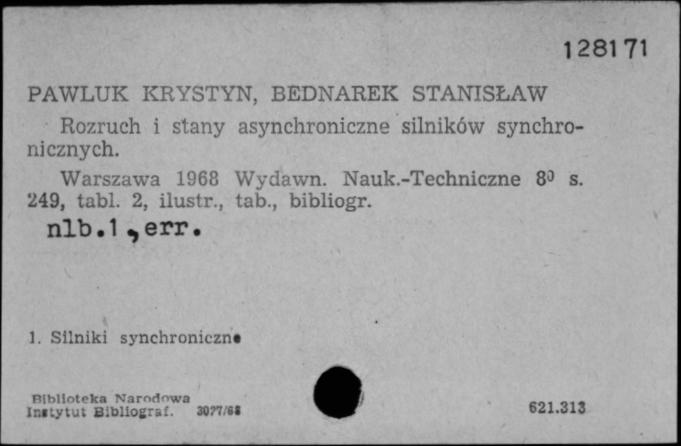 128171
PAWLUK KRYSTYN, BEDNAREK STANISŁAW
Rozruch i stany asynchroniczne silników synchro-
nicznych.
Warszawa 1968 Wydawn. Nauk.-Techniczne 8⁰ s.
249, tabl. 2, ilustr., tab., bibliogr.
nlb.1,err.
1. Silniki synchroniczne
Biblioteka Narodowa
Instytut Bibliograf. 3077/68
621.313